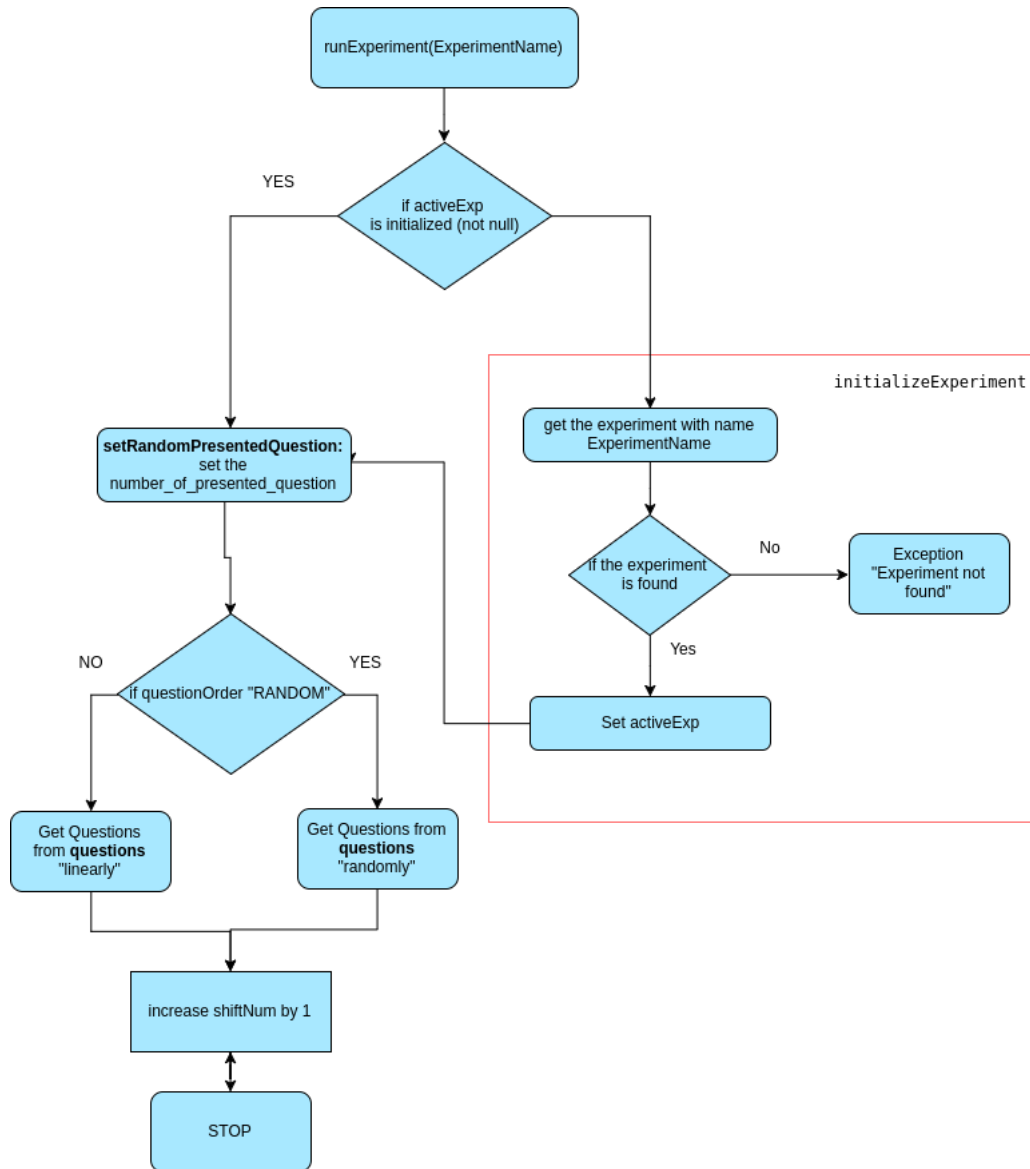 runExperiment(ExperimentName)
YES
if activeExp
is initialized (not null)
initializeExperiment
get the experiment with name
ExperimentName
setRandomPresentedQuestion:
set the
number_of_presented_question
if the experiment
is found
No
Exception
"Experiment not
found"
Yes
NO
YES
if questionOrder "RANDOM"
Set activeExp
Get Questions
from questions
"linearly"
Get Questions from
questions
"randomly"
increase shiftNum by 1
STOP